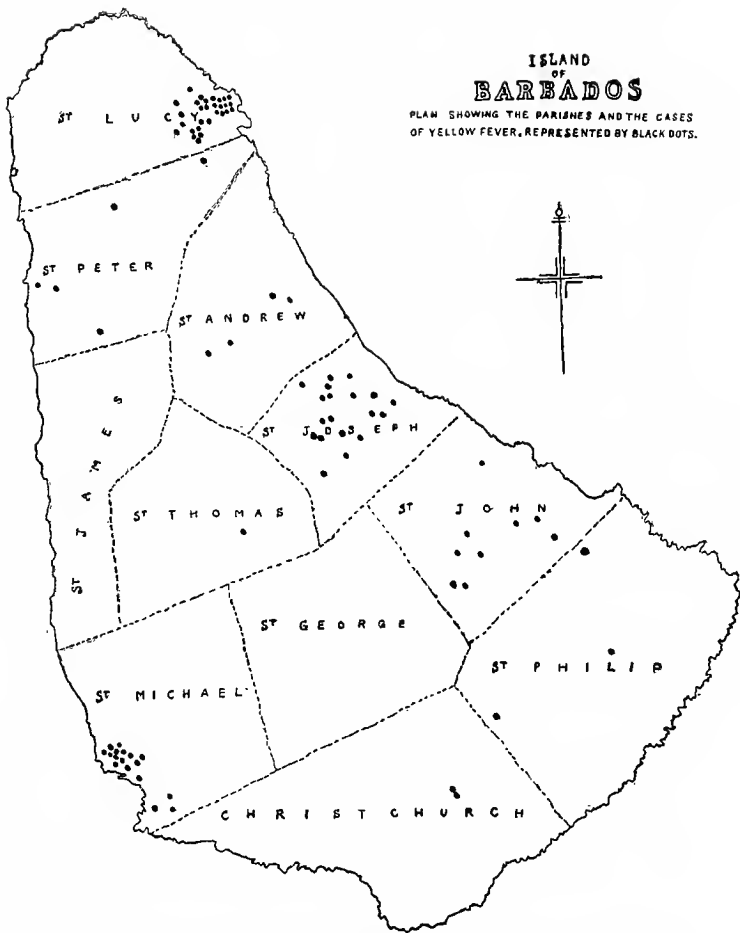 ISLAND
OF
BARBADOS
PLAN SHOWING THE PARISHES AND THE CASES
OF YELLOW FEVER, REPRESENTED BY BLACK DOTS.
ST LUCY
ST PETER
ST ANDREW
ST JAMES
ST JOSEPH
ST THOMAS
ST JOHN
ST GEORGE
ST PHILIP
ST MICHAEL
CHRIST CHURCH